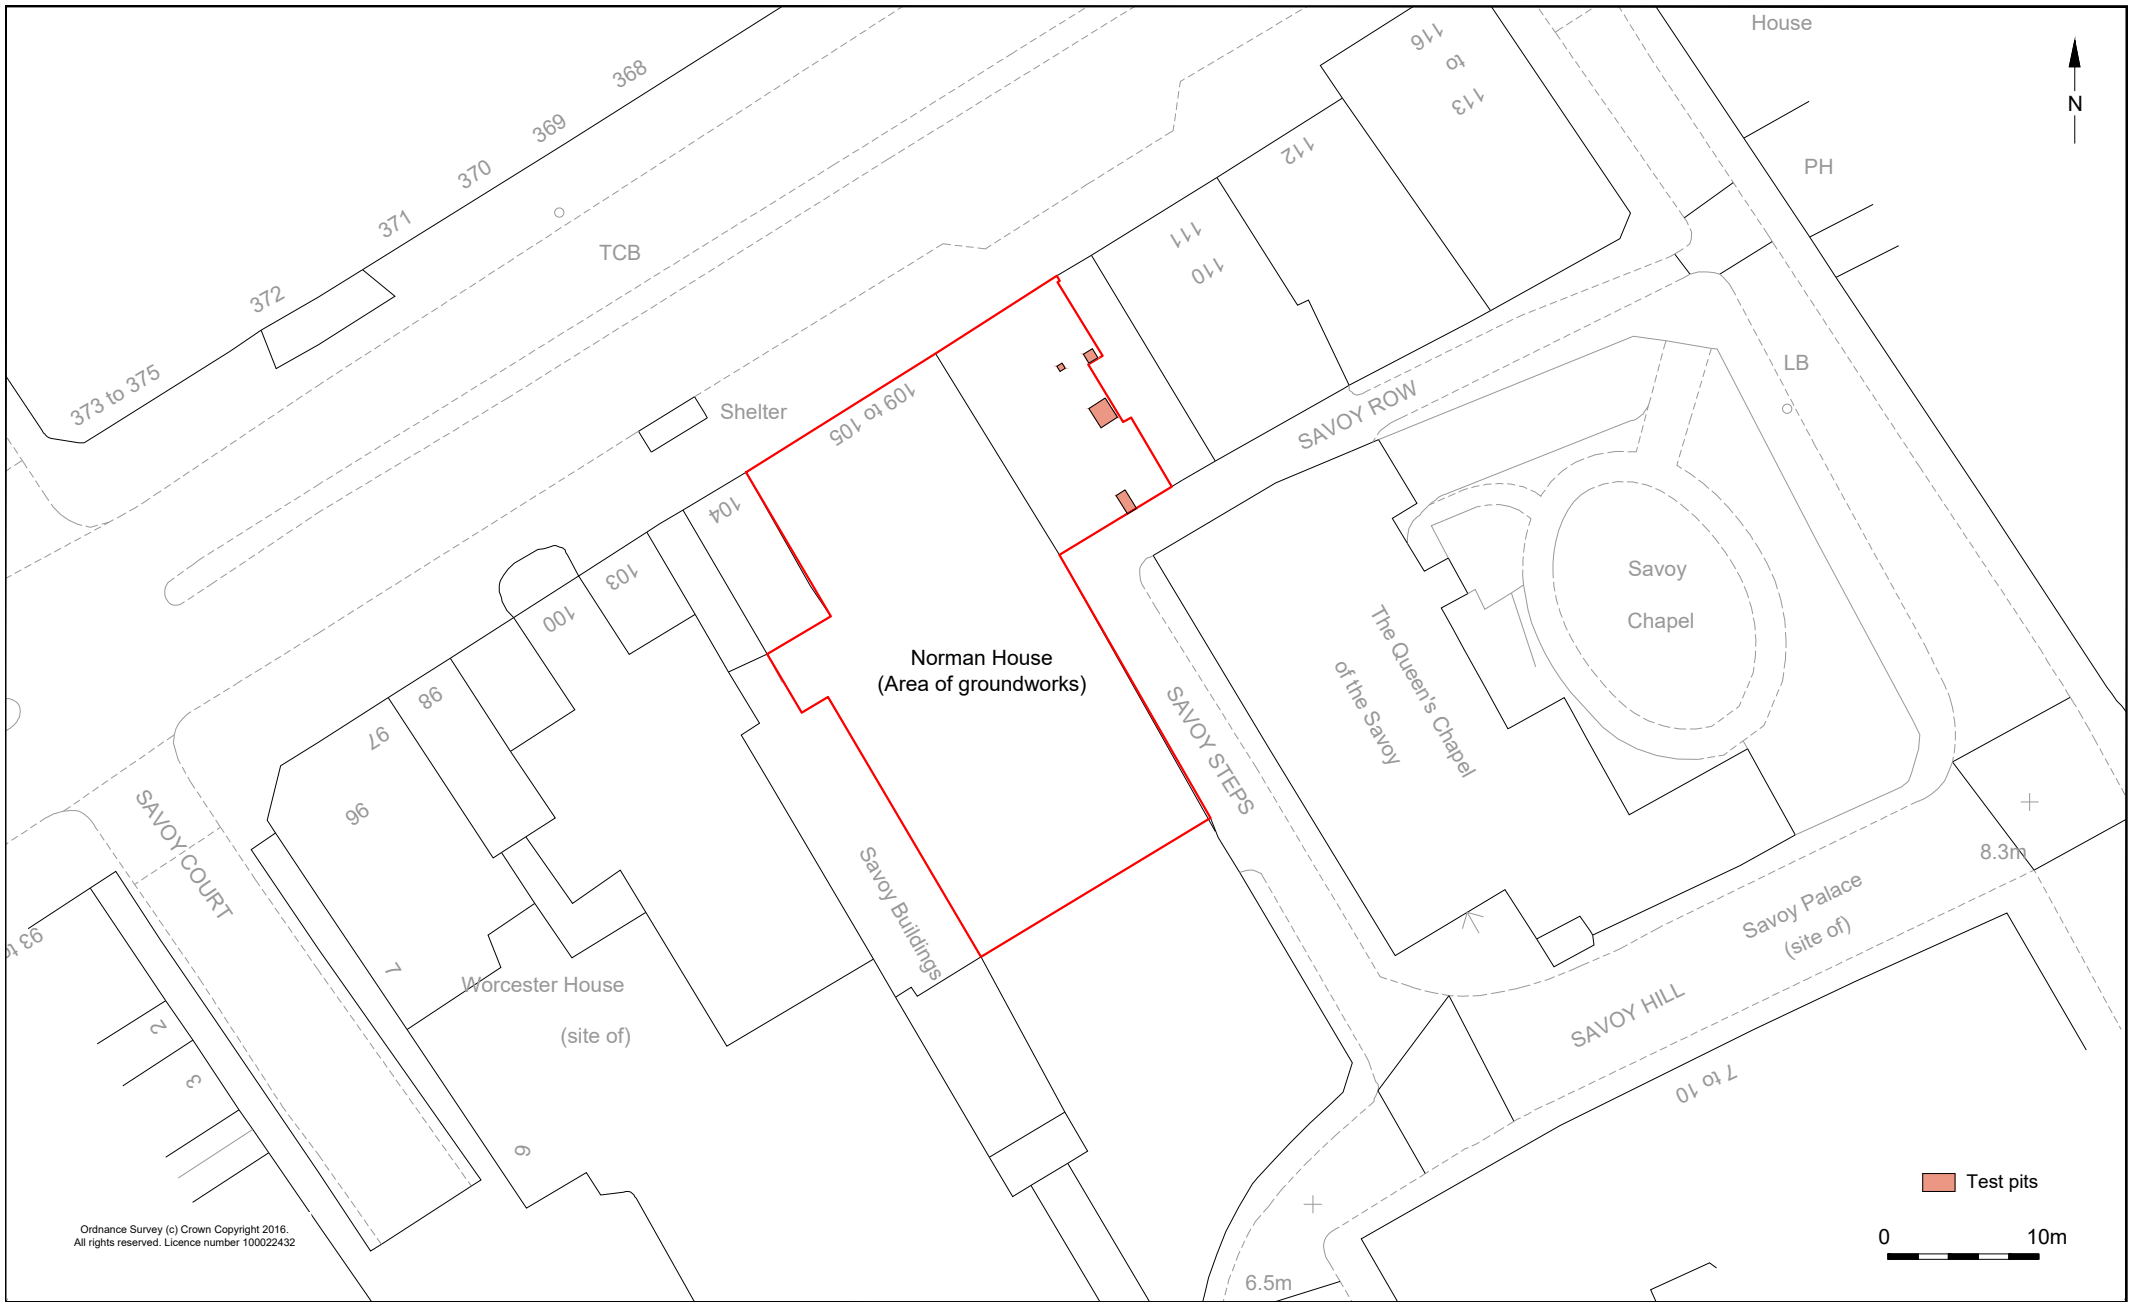 House
116
to
113
N
368
369
370
371
372
373 to 375
TCB
PH
112
111
110
LB
Shelter
109 to 105
SAVOY ROW
104
103
100
98
97
96
Savoy
Chapel
The Queen's Chapel
of the Savoy
Norman House
(Area of groundworks)
SAVOY STEPS
SAVOY COURT
Savoy Buildings
8.3m
Savoy Palace
(site of)
SAVOY HILL
93 to
7
Worcester House
(site of)
2
3
6
7 to 10
Test pits
0
10m
6.5m
Ordnance Survey (c) Crown Copyright 2016.
All rights reserved. Licence number 100022432